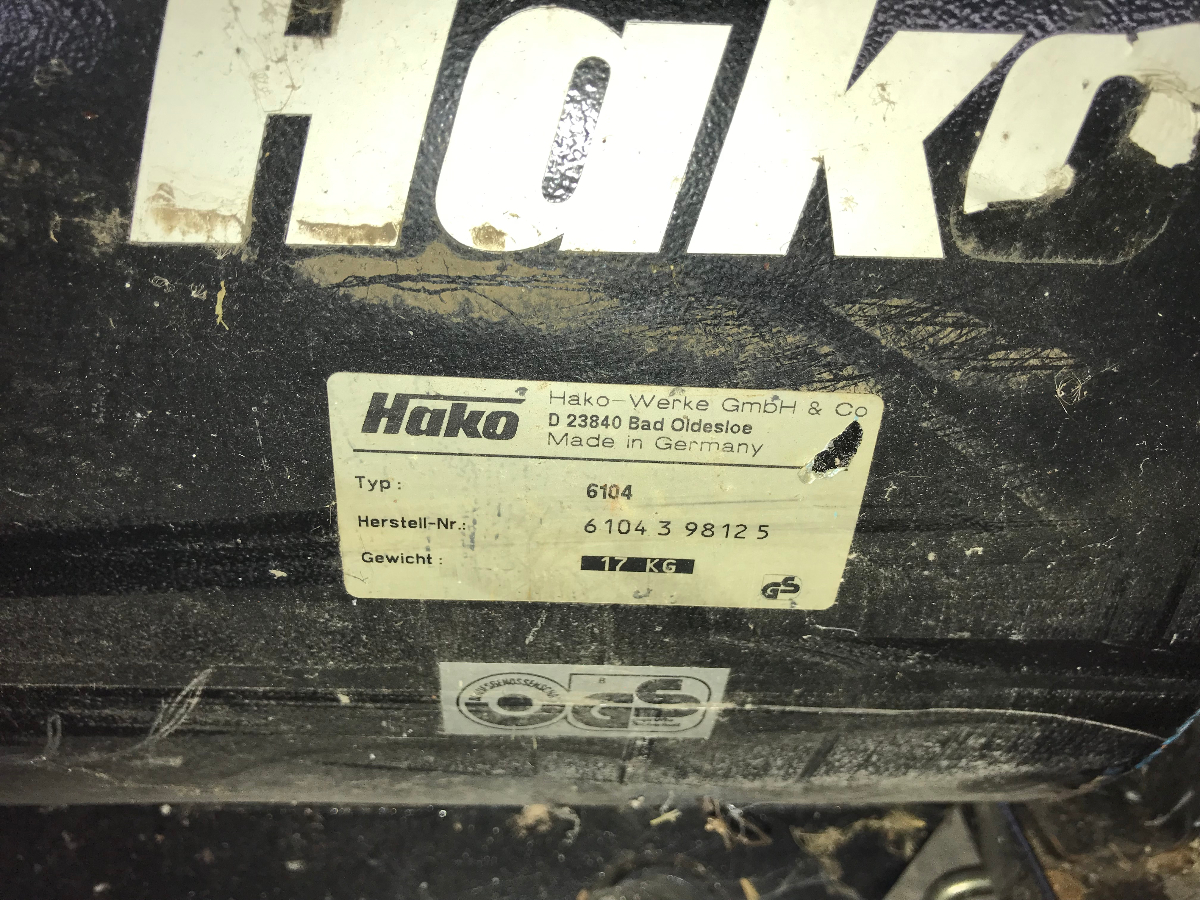 Hako
Hako
Hako-Werke GmbH & Co
D 23840 Bad Oldesloe
Made in Germany
Typ: 6104
Herstell-Nr.: 6104 3 9812 5
Gewicht: 17 KG
GS
GS